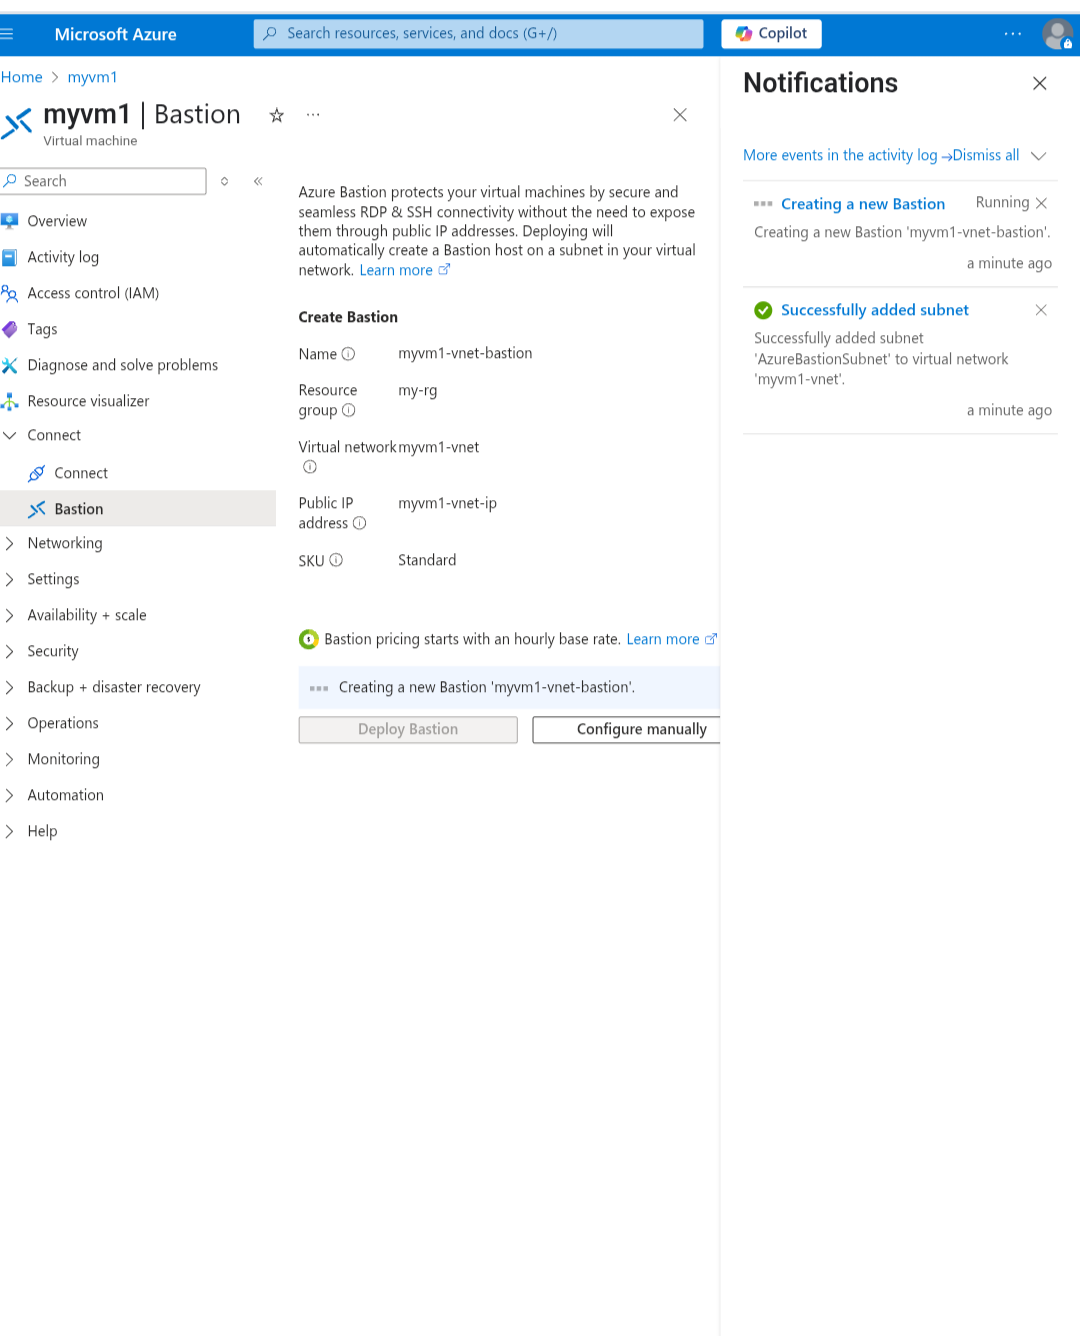 Microsoft Azure
Search resources, services, and docs (G+/)
Copilot
Home > myvm1
myvm1 | Bastion
Virtual machine
Search
Overview
Activity log
Access control (IAM)
Tags
Diagnose and solve problems
Resource visualizer
Connect
Connect
Bastion
Networking
Settings
Availability + scale
Security
Backup + disaster recovery
Operations
Monitoring
Automation
Help
Azure Bastion protects your virtual machines by secure and
seamless RDP & SSH connectivity without the need to expose
them through public IP addresses. Deploying will
automatically create a Bastion host on a subnet in your virtual
network. Learn more
Create Bastion
Name myvm1-vnet-bastion
Resource group my-rg
Virtual network myvm1-vnet
Public IP address myvm1-vnet-ip
SKU Standard
Bastion pricing starts with an hourly base rate. Learn more
Creating a new Bastion 'myvm1-vnet-bastion'.
Deploy Bastion
Configure manually
Notifications
More events in the activity log → Dismiss all
Creating a new Bastion Running
Creating a new Bastion 'myvm1-vnet-bastion'.
a minute ago
Successfully added subnet
Successfully added subnet
'AzureBastionSubnet' to virtual network
'myvm1-vnet'.
a minute ago